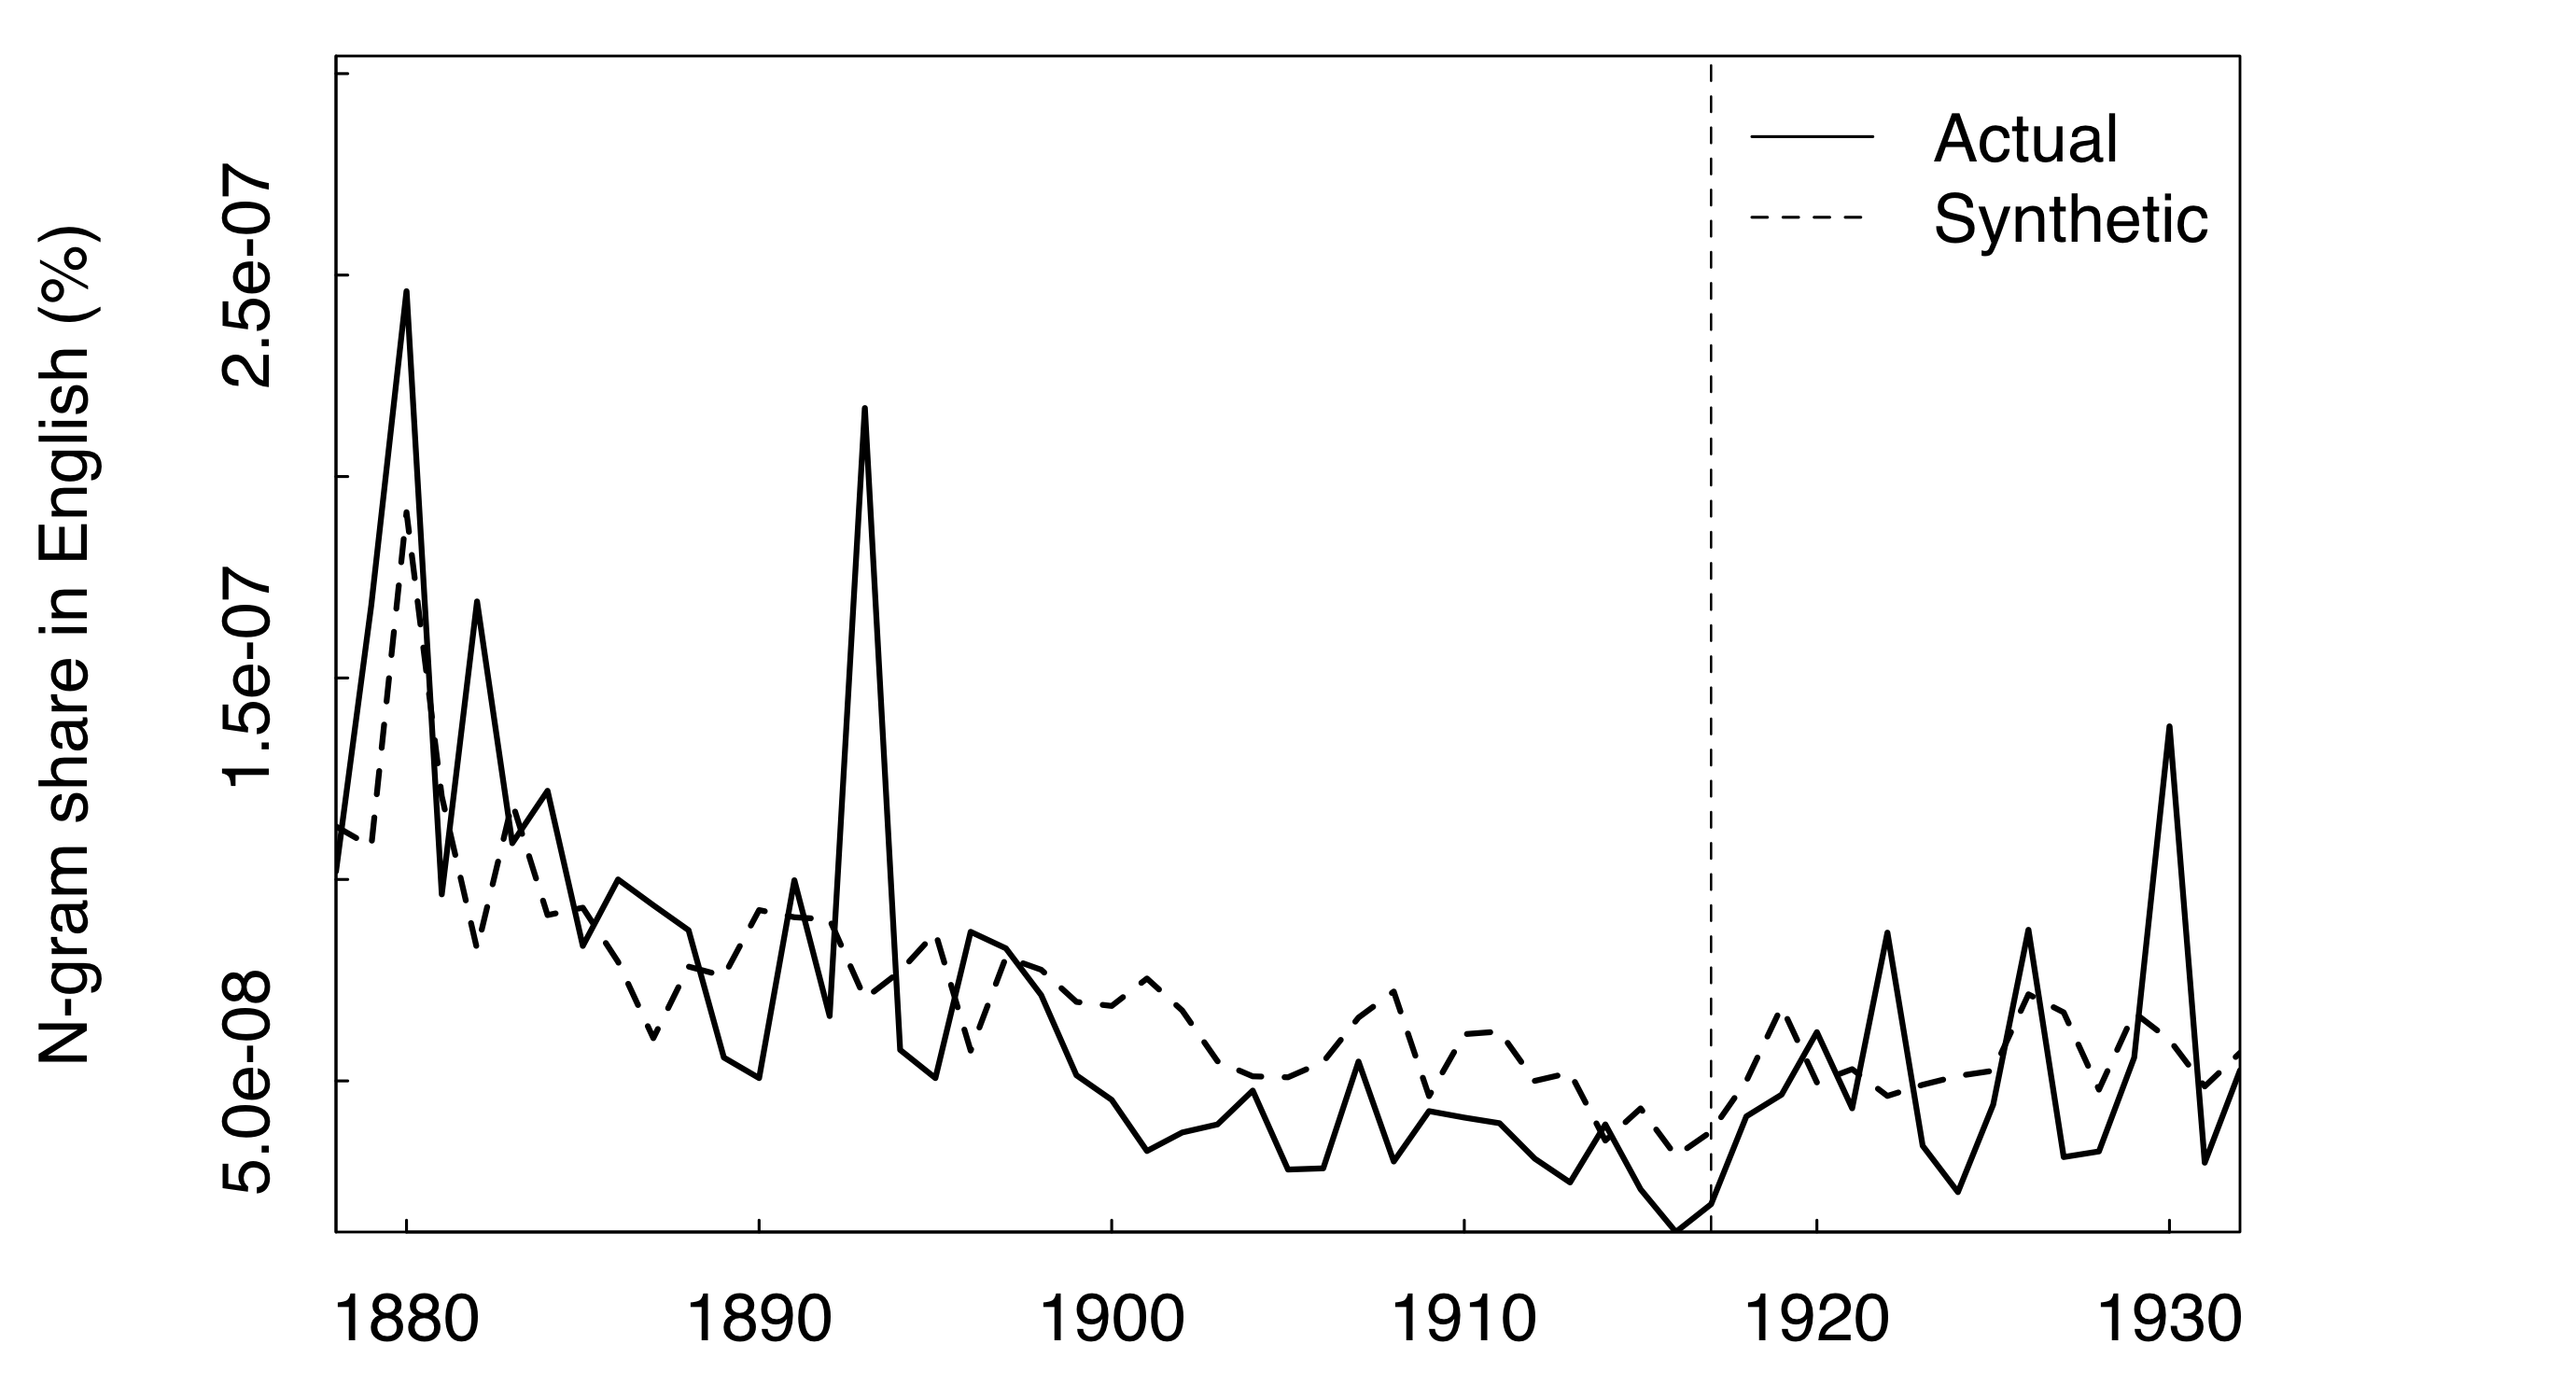 N-gram share in English (%)
2.5e-07
1.5e-07
5.0e-08
Actual
Synthetic
1880 1890 1900 1910 1920 1930